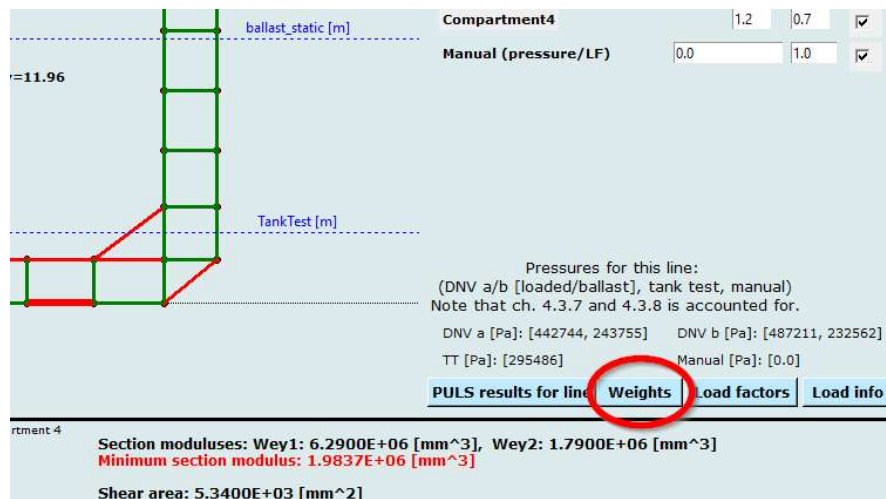 ballast_static [m]
Compartment4 1.2 0.7
Manual (pressure/LF) 0.0 1.0
=11.96
TankTest [m]
Pressures for this line:
(DNV a/b [loaded/ballast], tank test, manual)
Note that ch. 4.3.7 and 4.3.8 is accounted for.
DNV a [Pa]: [442744, 243755] DNV b [Pa]: [487211, 232562]
TT [Pa]: [295486] Manual [Pa]: [0.0]
PULS results for line Weights Load factors Load info
rtment 4
Section moduluses: Wey1: 6.2900E+06 [mm^3], Wey2: 1.7900E+06 [mm^3]
Minimum section modulus: 1.9837E+06 [mm^3]
Shear area: 5.3400E+03 [mm^2]